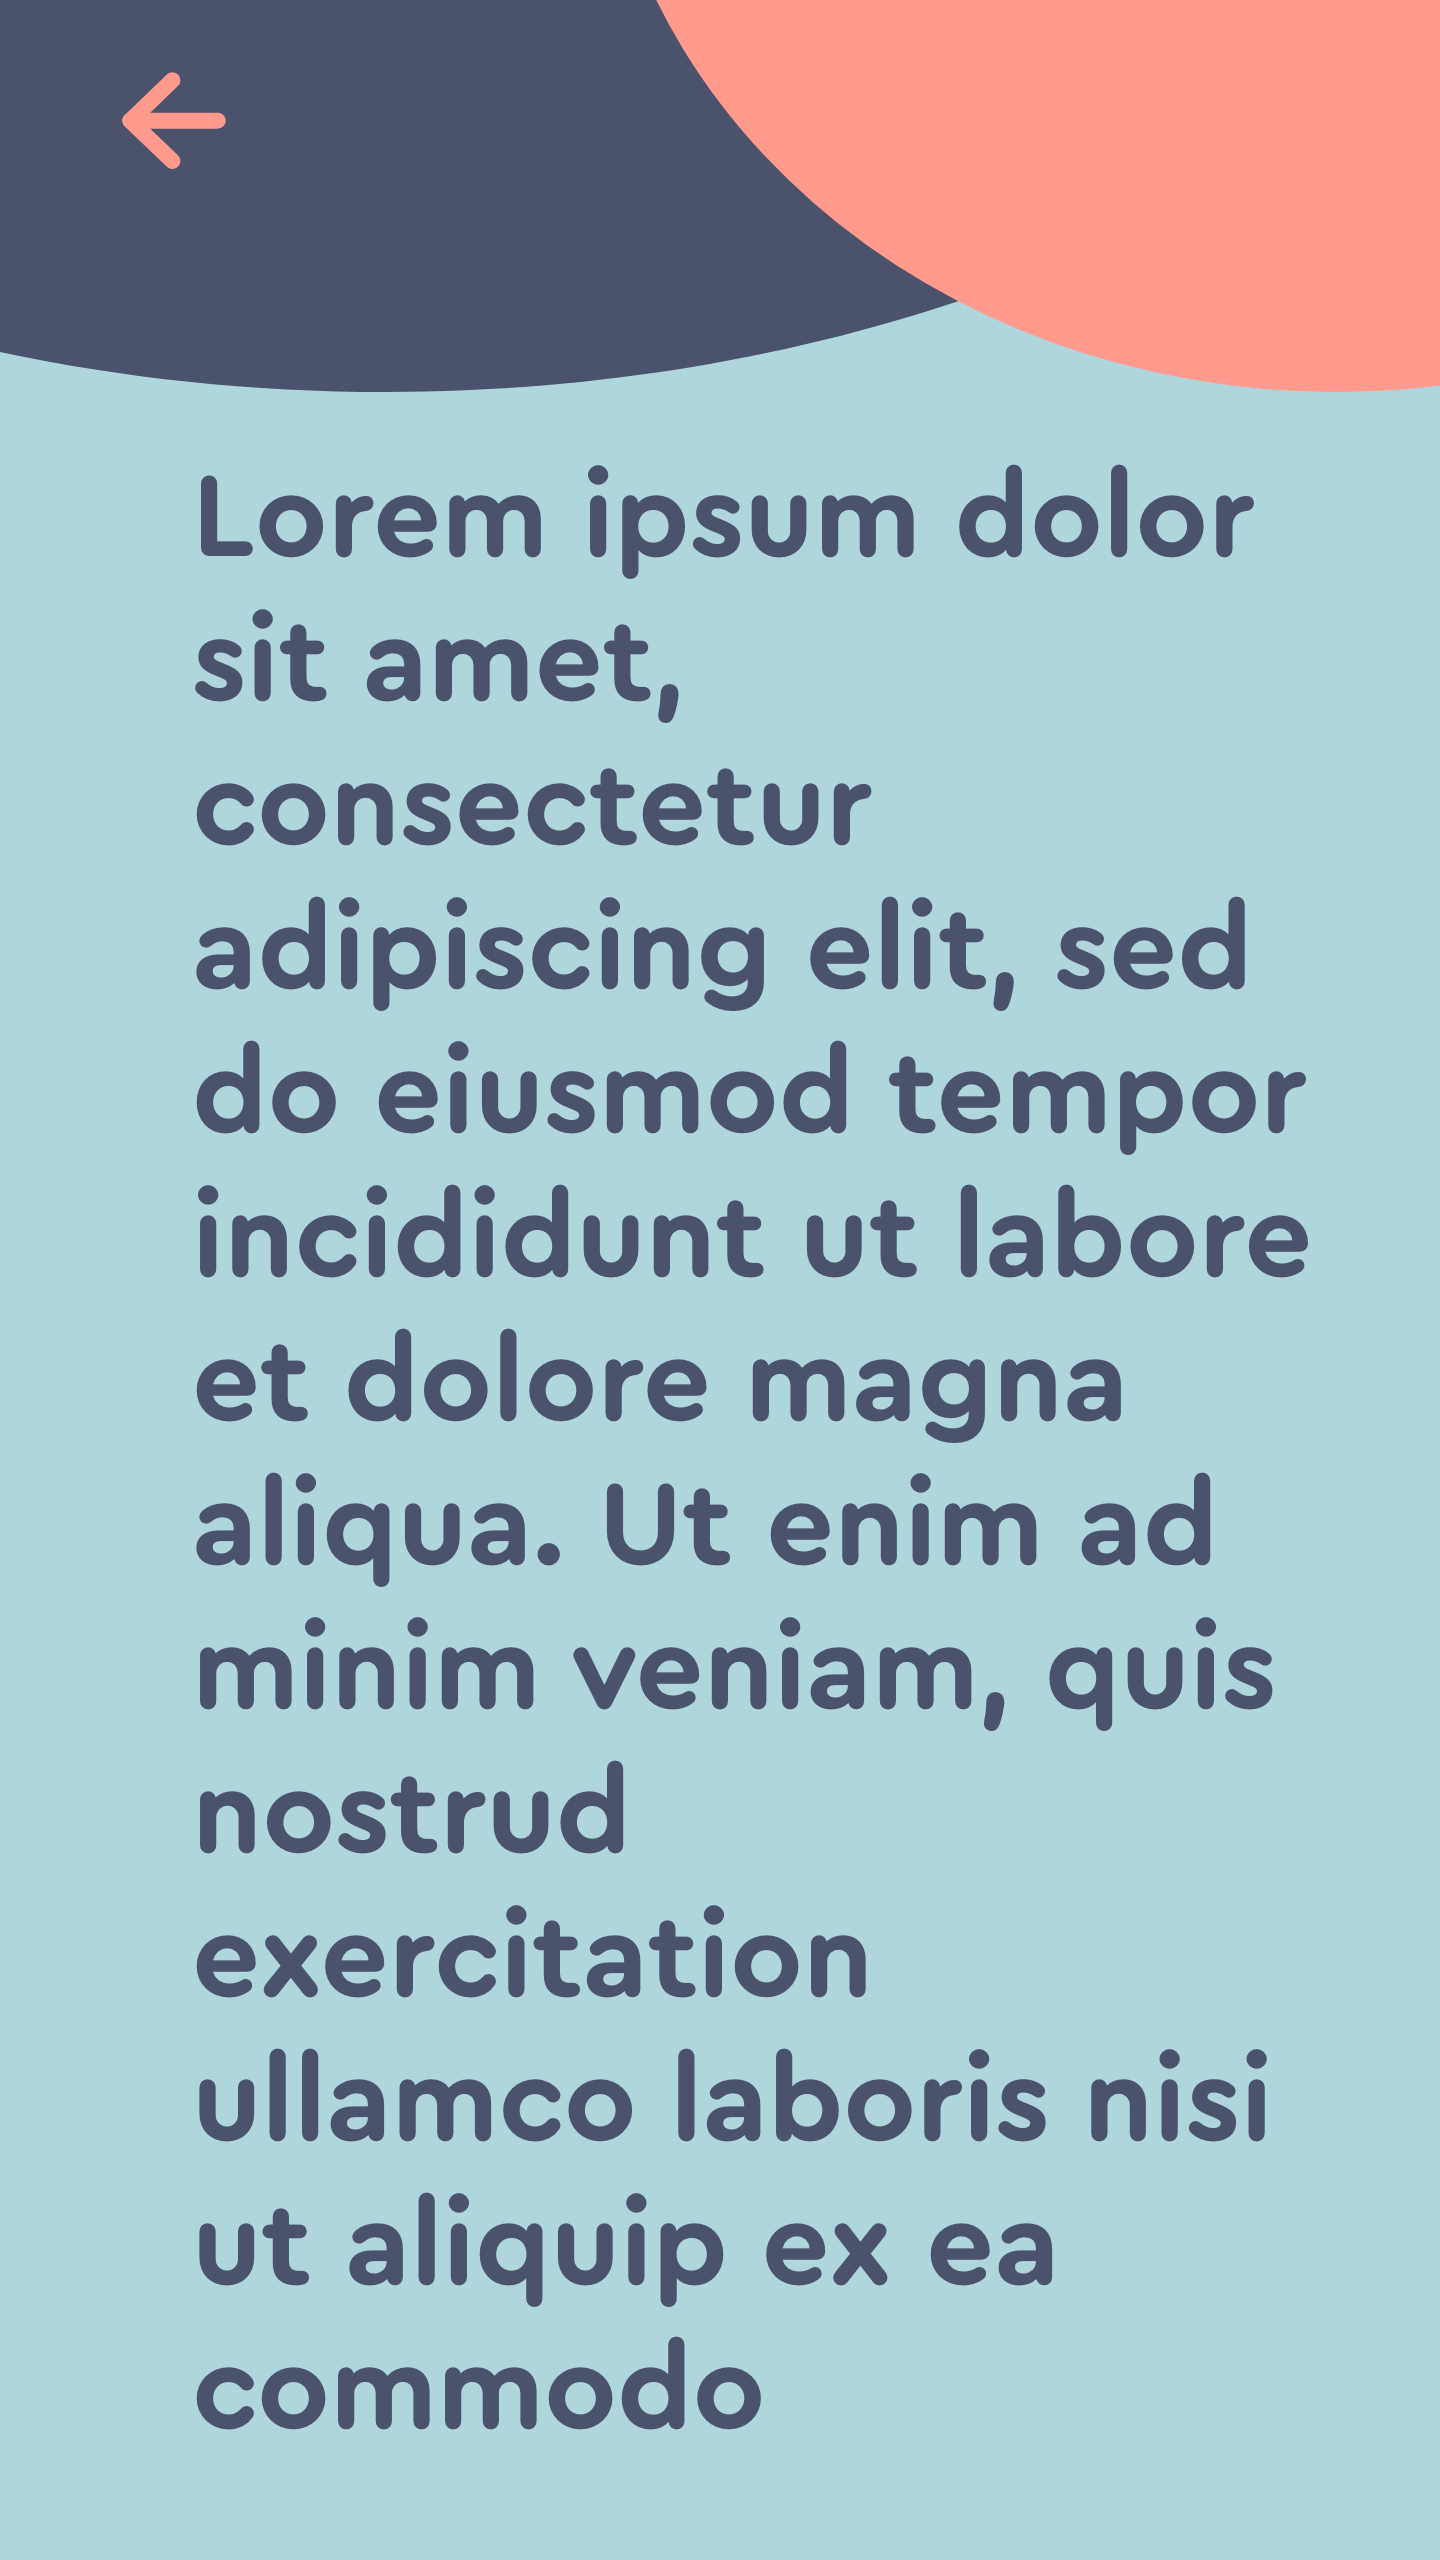 Lorem ipsum dolor
sit amet,
consectetur
adipiscing elit, sed
do eiusmod tempor
incididunt ut labore
et dolore magna
aliqua. Ut enim ad
minim veniam, quis
nostrud
exercitation
ullamco laboris nisi
ut aliquip ex ea
commodo